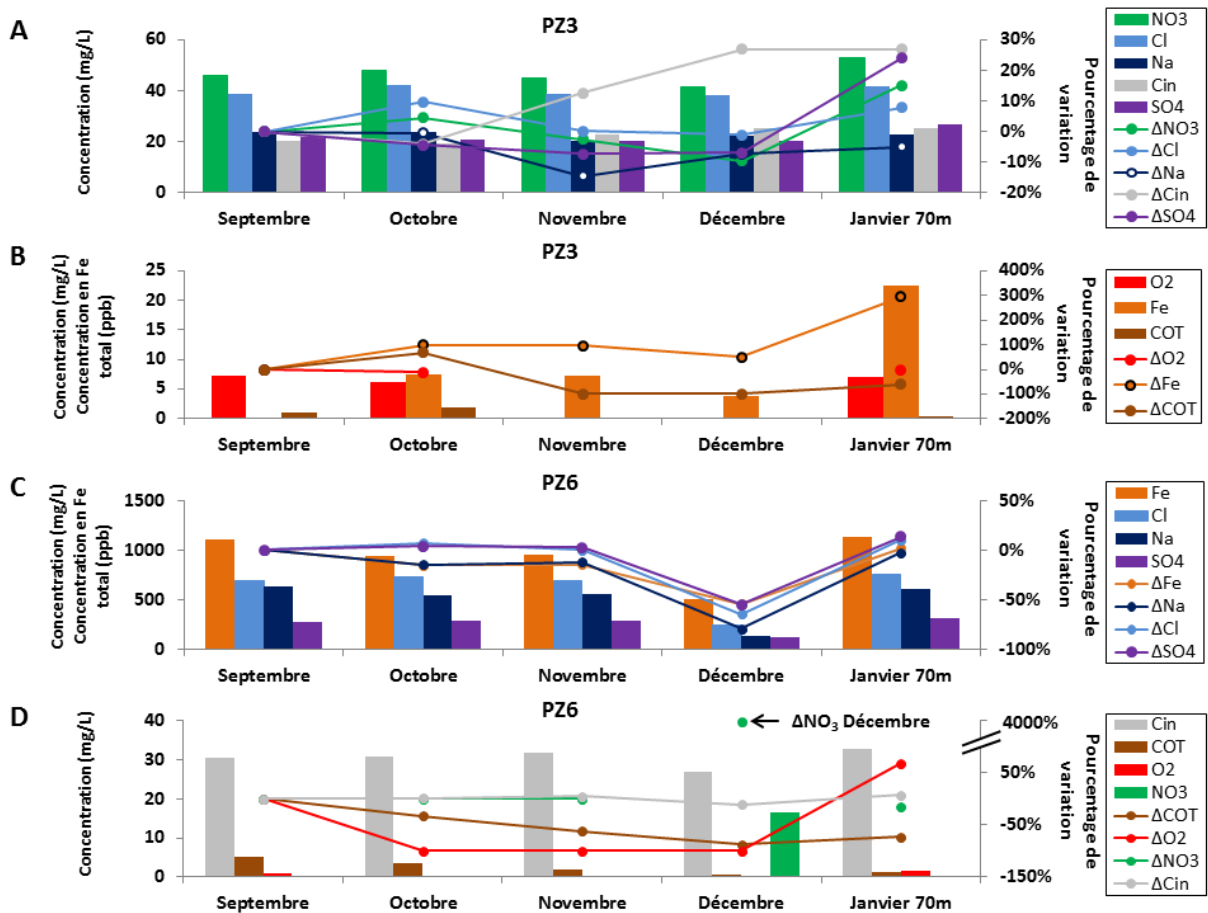 A
PZ3
Concentration (mg/L)
60
40
20
0
30%
20%
10%
0%
-10%
-20%
Pourcentage de
variation
Septembre
Octobre
Novembre
Décembre
Janvier 70m
NO3
Cl
Na
Cin
SO4
ΔNO3
ΔCl
ΔNa
ΔCin
ΔSO4
B
PZ3
Concentration (mg/L)
Concentration en Fe
total (ppb)
25
20
15
10
5
0
400%
300%
200%
100%
0%
-100%
-200%
Pourcentage de
variation
Septembre
Octobre
Novembre
Décembre
Janvier 70m
O2
Fe
COT
ΔO2
ΔFe
ΔCOT
C
PZ6
Concentration (mg/L)
Concentration en Fe
total (ppb)
1500
1000
500
0
50%
0%
-50%
-100%
Pourcentage de
variation
Septembre
Octobre
Novembre
Décembre
Janvier 70m
Fe
Cl
Na
SO4
ΔFe
ΔNa
ΔCl
ΔSO4
D
PZ6
Concentration (mg/L)
40
30
20
10
0
ΔNO₃ Décembre
4000%
50%
-50%
-150%
Pourcentage de
variation
Septembre
Octobre
Novembre
Décembre
Janvier 70m
Cin
COT
O2
NO3
ΔCOT
ΔO2
ΔNO3
ΔCin